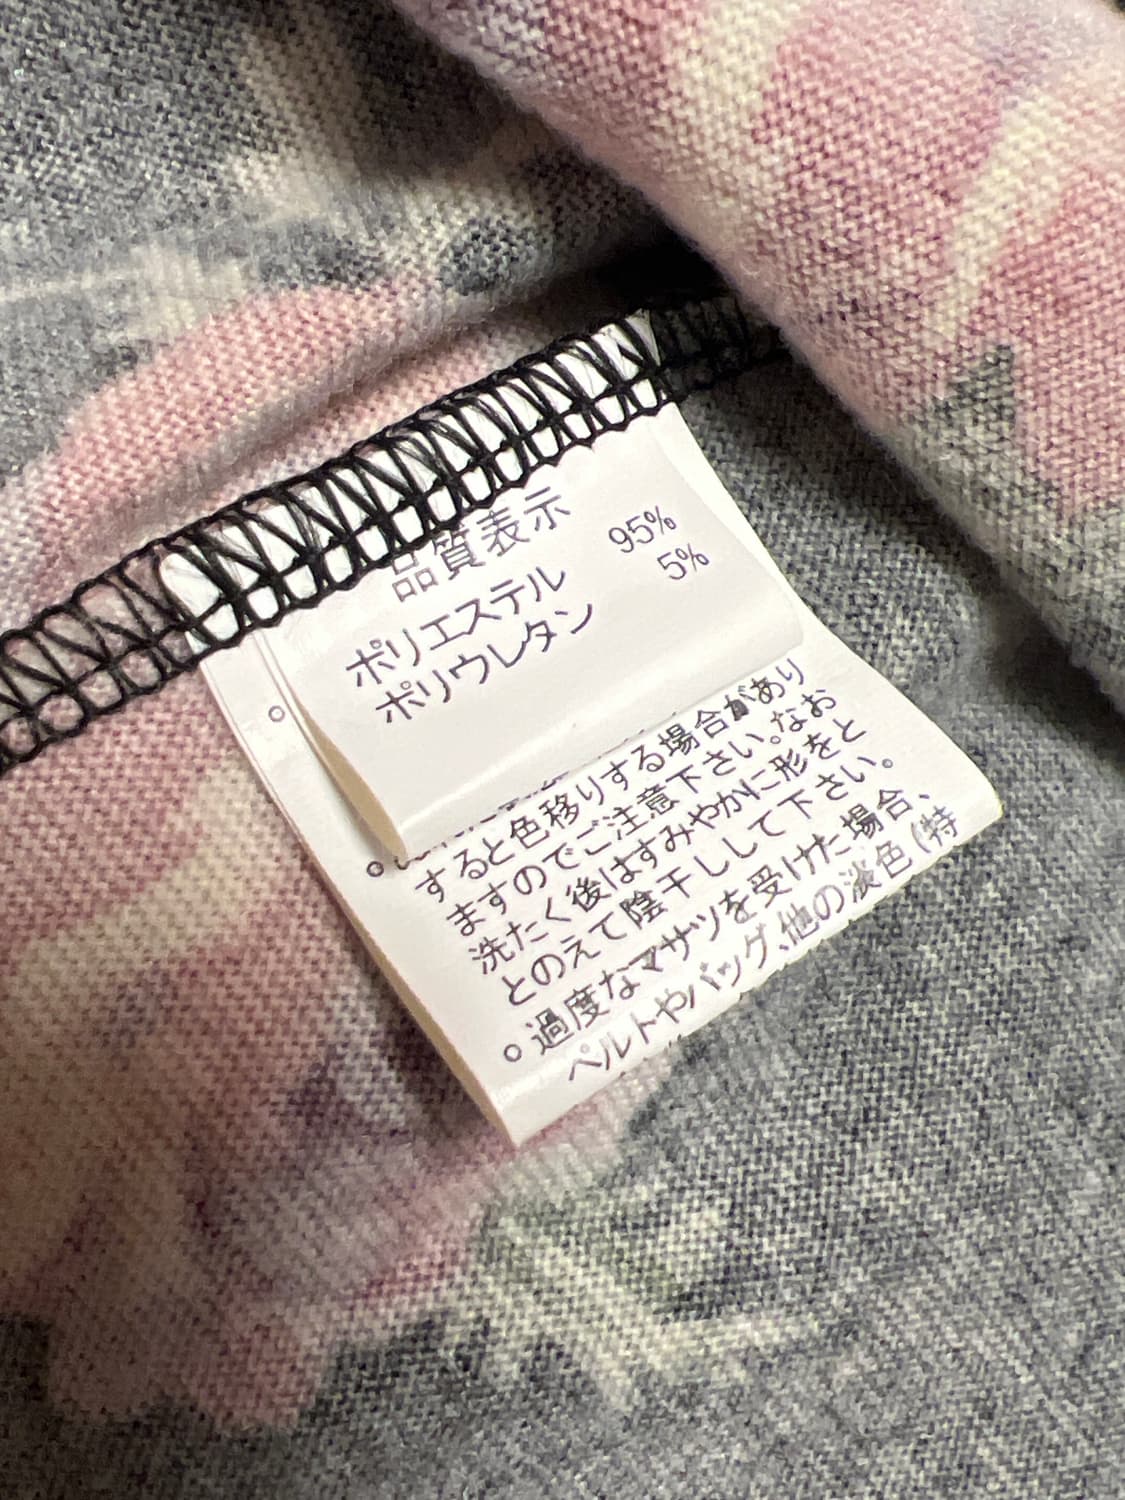 品質表示
ポリエステル 95%
ポリウレタン 5%
すると色移りする場合があり
ますのでご注意下さい。なお
洗たく後はすみやかに形をと
とのえて陰干しして下さい。
○過度なマサツを受けた場合、
ベルトやバッグ、他の淡色(特